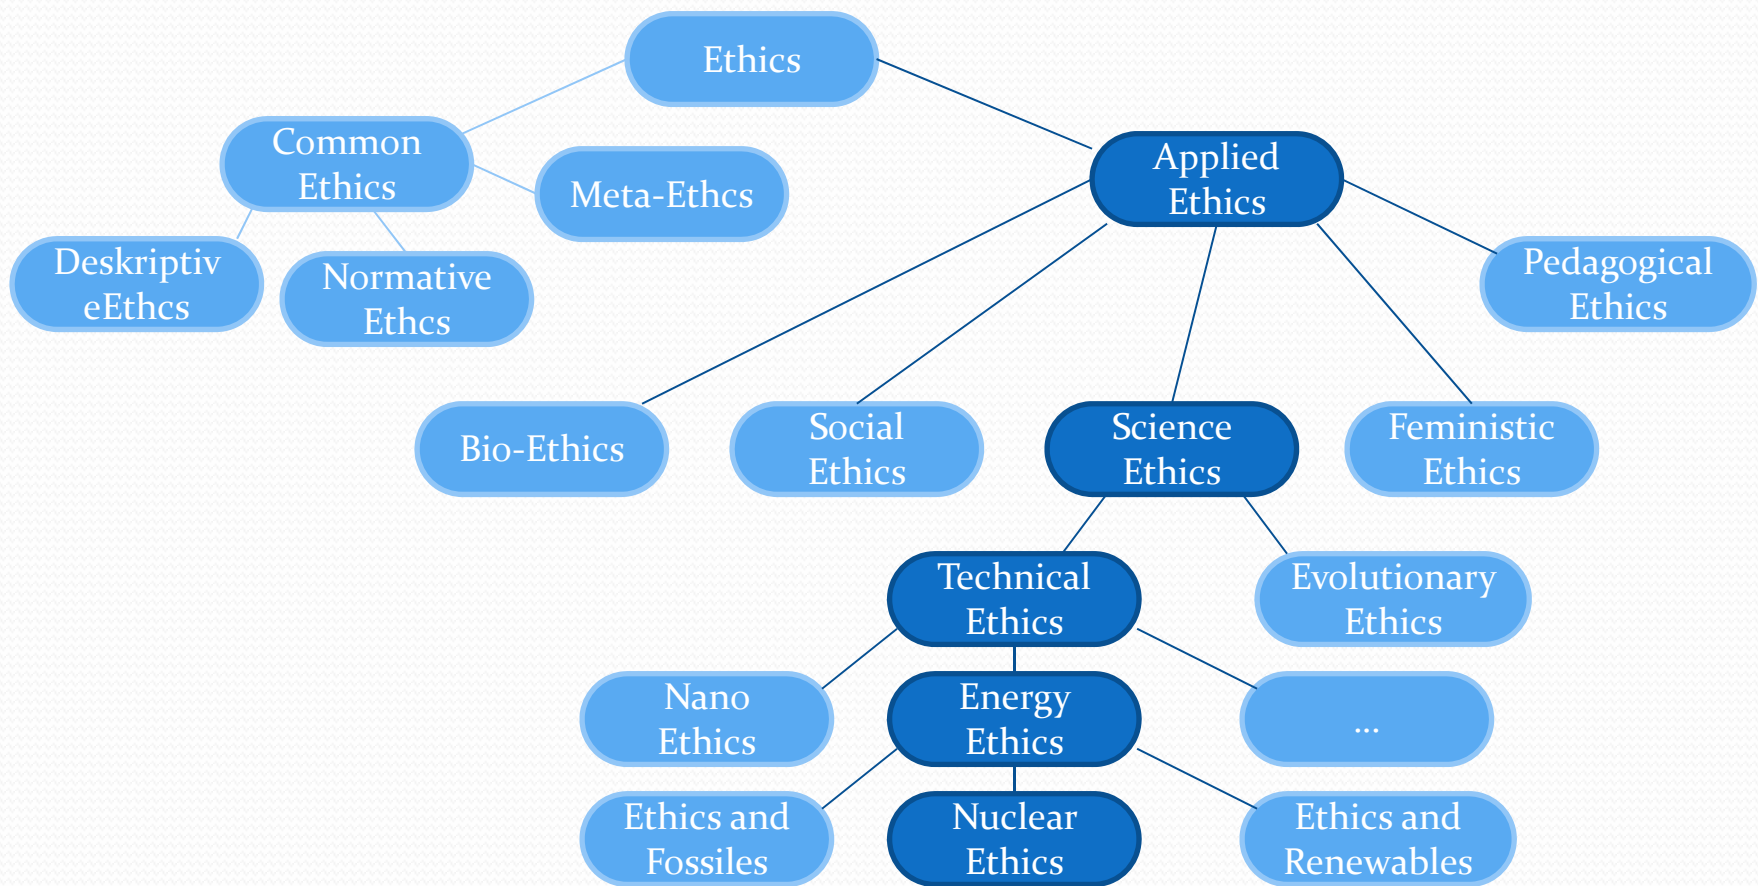 Ethics
Common
Ethics
Meta-Ethcs
Applied
Ethics
Deskriptiv
eEthcs
Normative
Ethcs
Pedagogical
Ethics
Bio-Ethics
Social
Ethics
Science
Ethics
Feministic
Ethics
Technical
Ethics
Evolutionary
Ethics
Nano
Ethics
Energy
Ethics
...
Ethics and
Fossiles
Nuclear
Ethics
Ethics and
Renewables